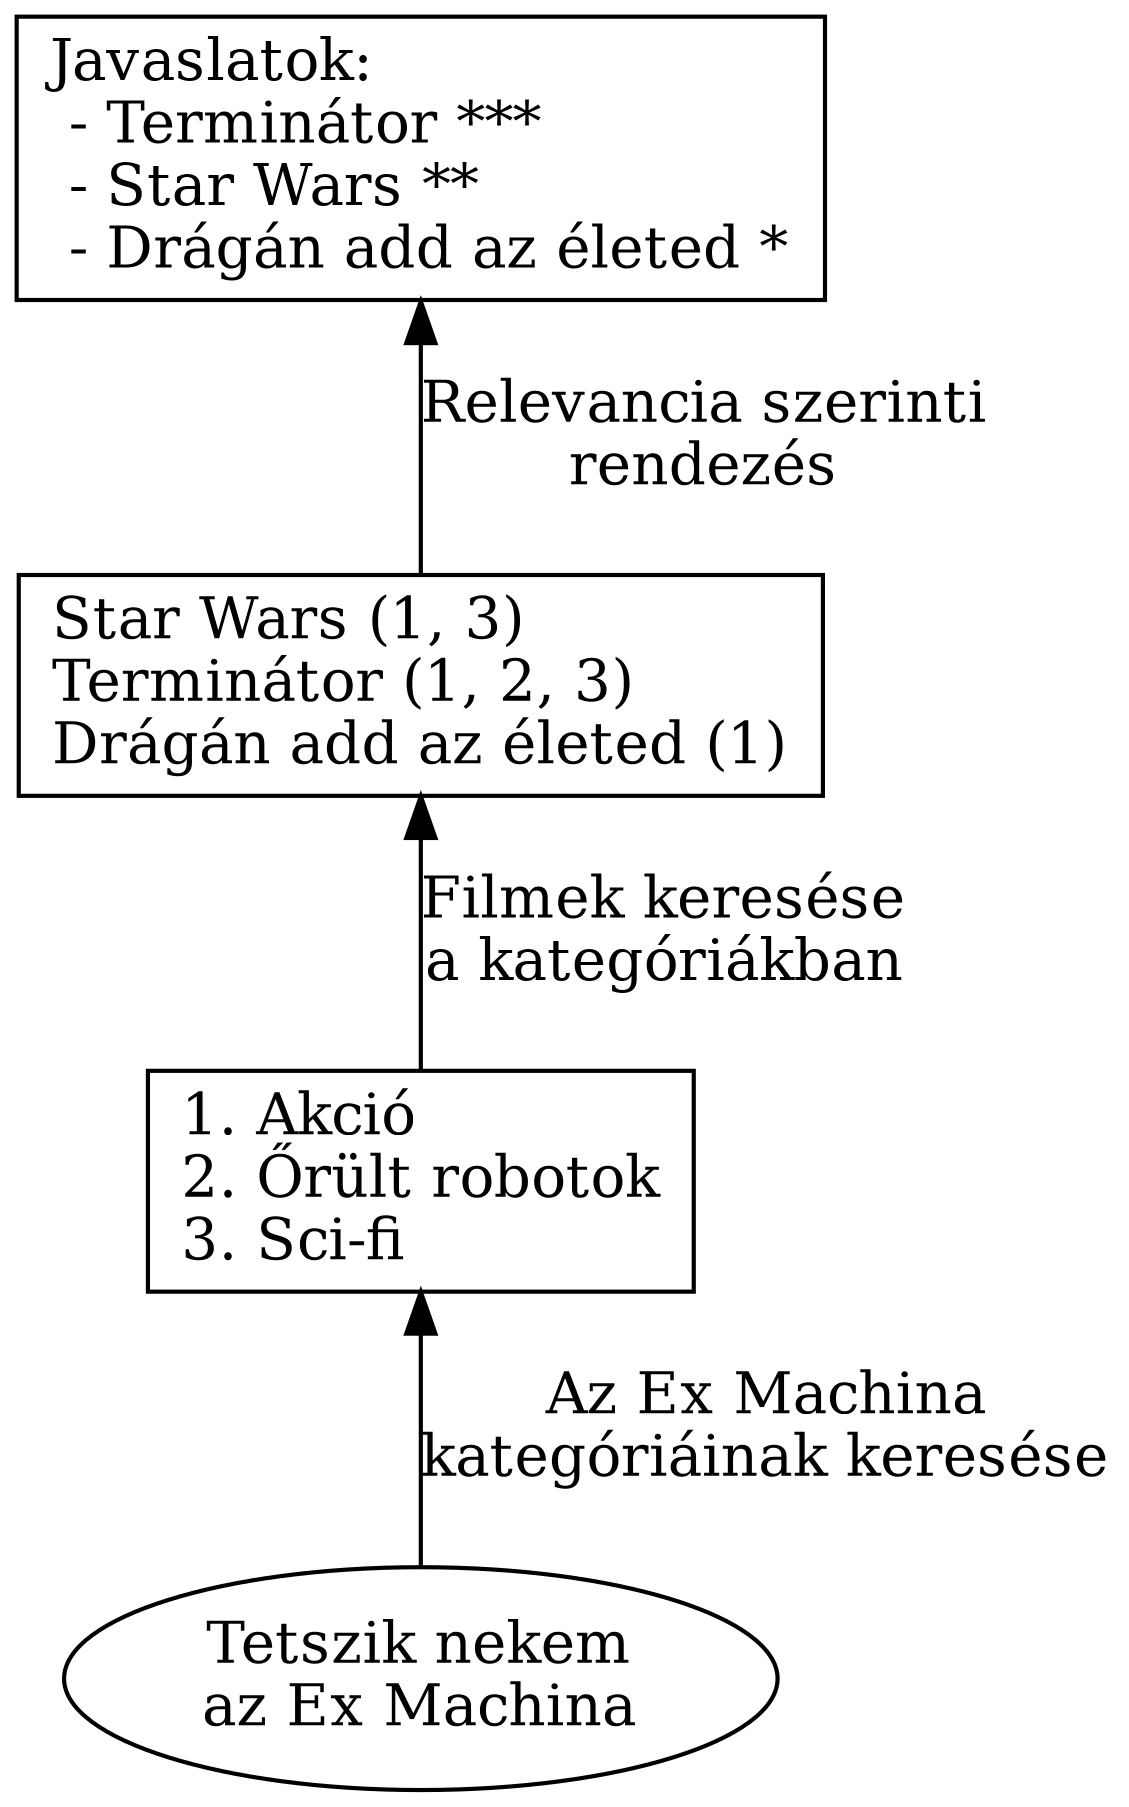 Javaslatok:
- Terminátor ***
- Star Wars **
- Drágán add az életed *
Relevancia szerinti
rendezés
Star Wars (1, 3)
Terminátor (1, 2, 3)
Drágán add az életed (1)
Filmek keresése
a kategóriákban
1. Akció
2. Őrült robotok
3. Sci-fi
Az Ex Machina
kategóriáinak keresése
Tetszik nekem
az Ex Machina